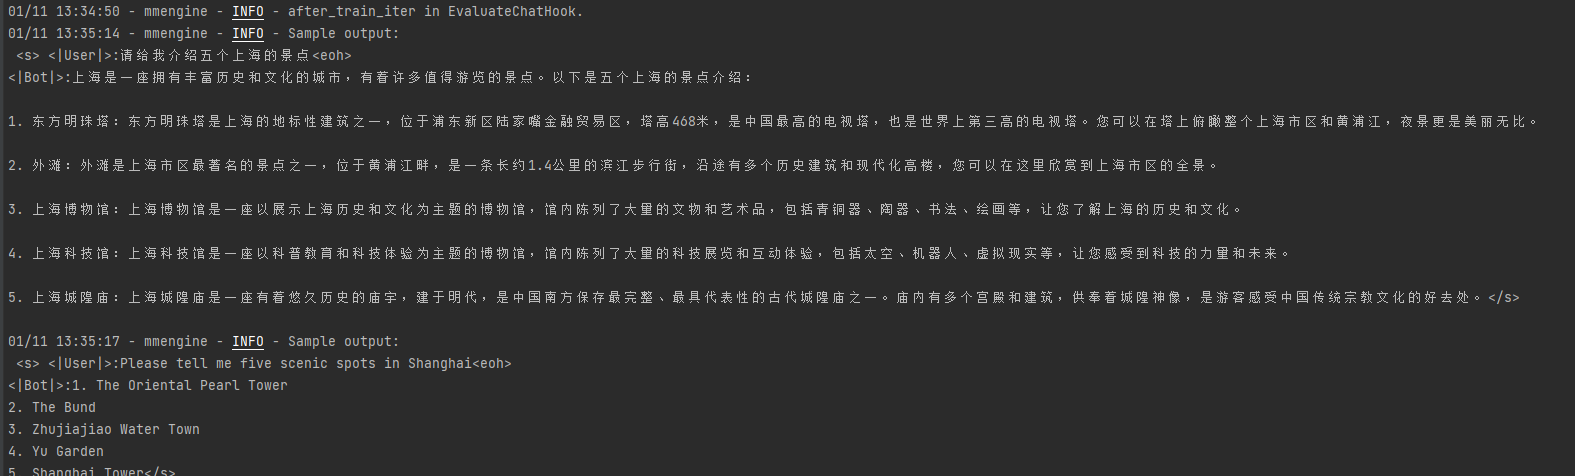 01/11 13:34:50 - mmengine - INFO - after_train_iter in EvaluateChatHook.
01/11 13:35:14 - mmengine - INFO - Sample output:
<s> <|User|>:请给我介绍五个上海的景点<eoh>
<|Bot|>:上海是一座拥有丰富历史和文化的城市，有着许多值得游览的景点。以下是五个上海的景点介绍：
1. 东方明珠塔：东方明珠塔是上海的地标性建筑之一，位于浦东新区陆家嘴金融贸易区，塔高468米，是中国最高的电视塔，也是世界上第三高的电视塔。您可以在塔上俯瞰整个上海市区和黄浦江，夜景更是美丽无比。
2. 外滩：外滩是上海市区最著名的景点之一，位于黄浦江畔，是一条长约1.4公里的滨江步行街，沿途有多个历史建筑和现代化高楼，您可以在这里欣赏到上海市区的全景。
3. 上海博物馆：上海博物馆是一座以展示上海历史和文化为主题的博物馆，馆内陈列了大量的文物和艺术品，包括青铜器、陶器、书法、绘画等，让您了解上海的历史和文化。
4. 上海科技馆：上海科技馆是一座以科普教育和科技体验为主题的博物馆，馆内陈列了大量的科技展览和互动体验，包括太空、机器人、虚拟现实等，让您感受到科技的力量和未来。
5. 上海城隍庙：上海城隍庙是一座有着悠久历史的庙宇，建于明代，是中国南方保存最完整、最具代表性的古代城隍庙之一。庙内有多个宫殿和建筑，供奉着城隍神像，是游客感受中国传统宗教文化的好去处。</s>
01/11 13:35:17 - mmengine - INFO - Sample output:
<s> <|User|>:Please tell me five scenic spots in Shanghai<eoh>
<|Bot|>:1. The Oriental Pearl Tower
2. The Bund
3. Zhujiajiao Water Town
4. Yu Garden
5. Shanghai Tower</s>